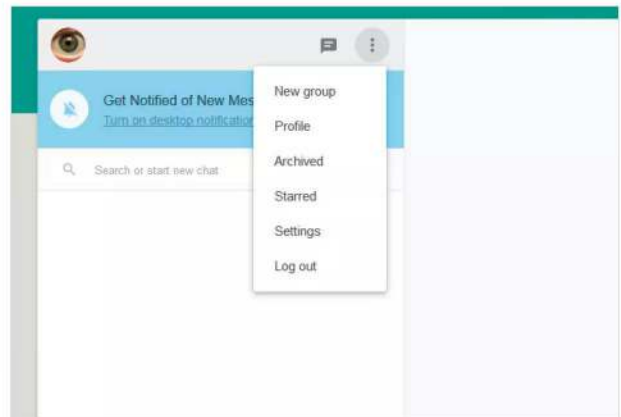 Get Notified of New Mes
Turn on desktop notification
Search or start new chat
New group
Profile
Archived
Starred
Settings
Log out